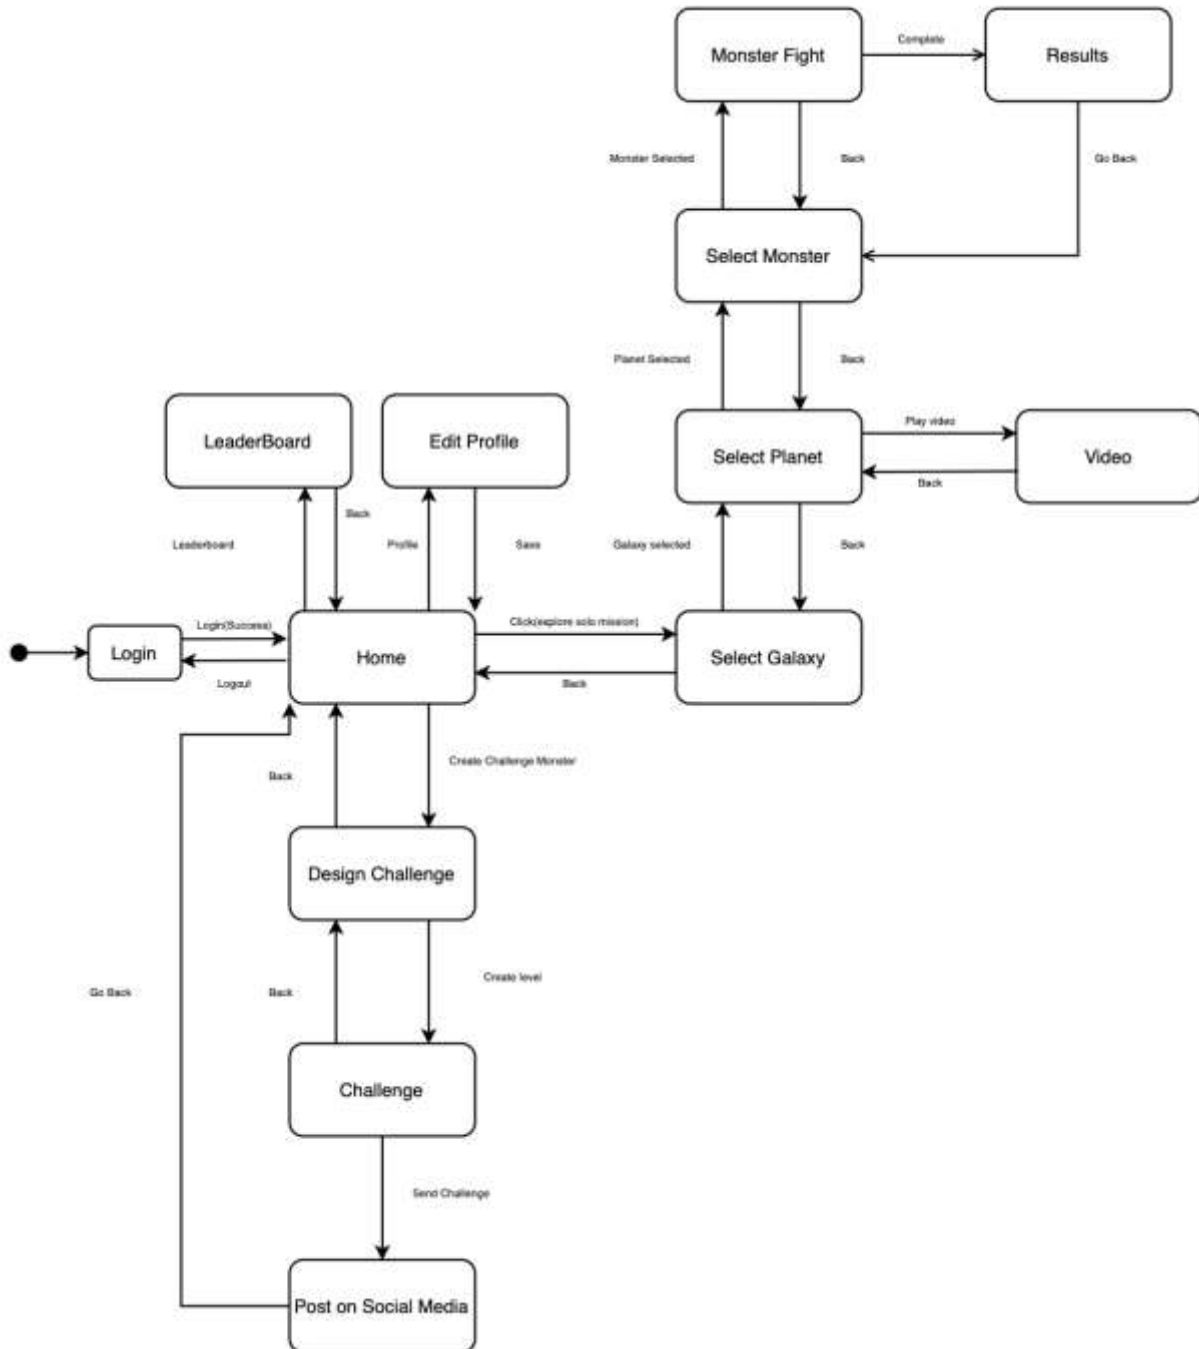 Monster Fight
Complete
Results
Monster Selected
Back
Go Back
Select Monster
Planet Selected
Back
LeaderBoard
Edit Profile
Select Planet
Play video
Back
Video
Leaderboard
Back
Profile
Save
Galaxy selected
Back
Login
Login(Success)
Logout
Home
Click(explore solo mission)
Back
Select Galaxy
Back
Create Challenge Monster
Design Challenge
Go Back
Back
Create level
Challenge
Send Challenge
Post on Social Media